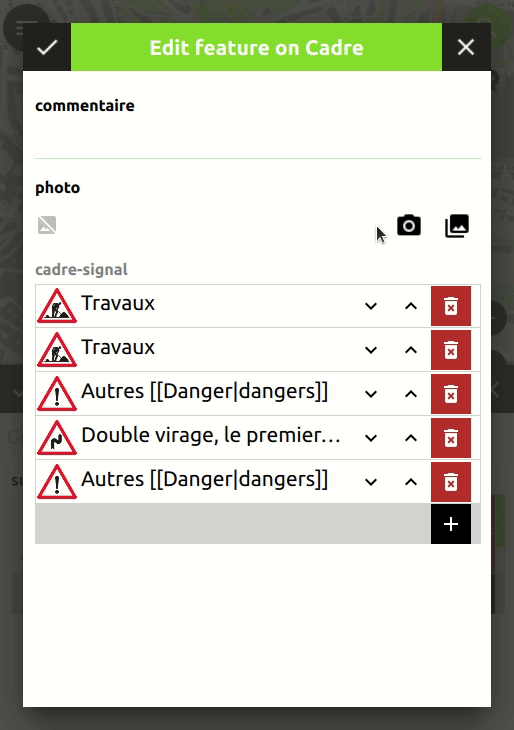 Edit feature on Cadre
commentaire
photo
cadre-signal
Travaux
Travaux
Autres [[Danger|dangers]]
Double virage, le premier...
Autres [[Danger|dangers]]